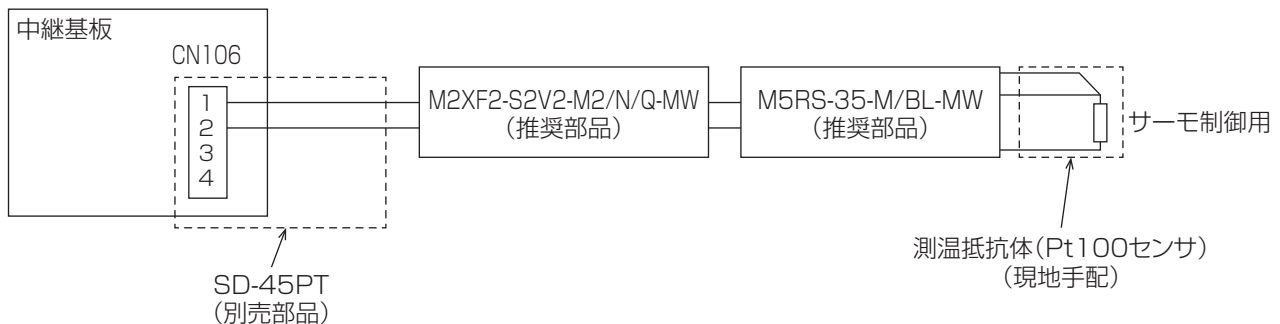 中継基板
CN106
1
2
3
4
M2XF2-S2V2-M2/N/Q-MW
(推奨部品)
M5RS-35-M/BL-MW
(推奨部品)
サーモ制御用
SD-45PT
(別売部品)
測温抵抗体(Pt100センサ)
(現地手配)